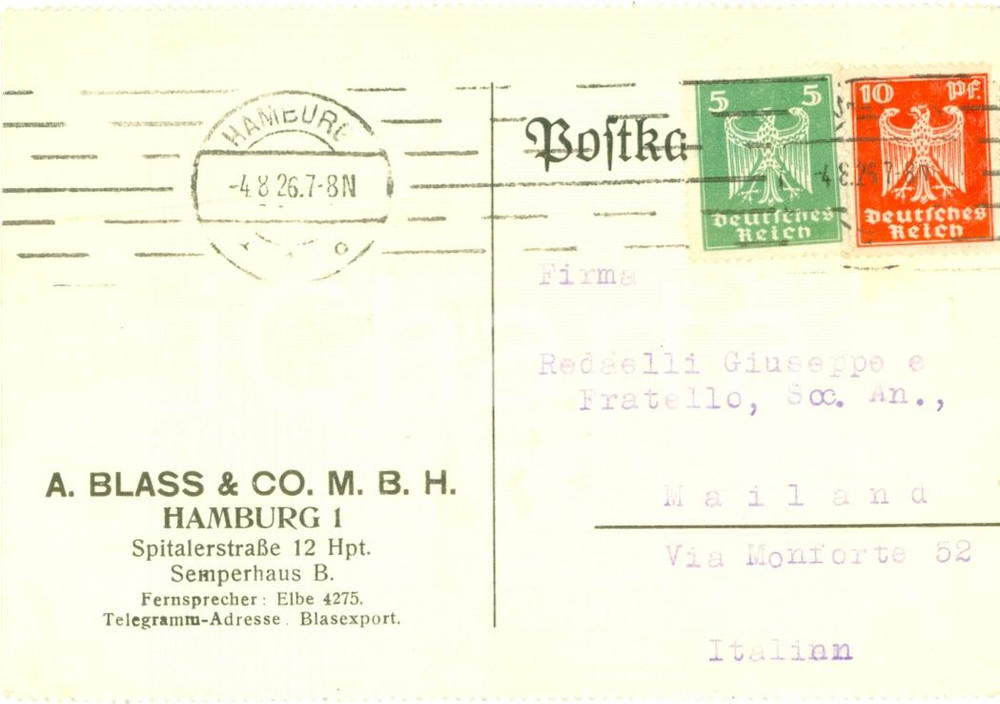 HAMBURG
-4.8.26.7-8N
Postka
5 5
Deutsches
Reich
10 Pf.
Deutsches
Reich
Firma
Redaelli Giuseppe e
Fratello, Soc. An.,
Mailand
Via Monforte 52
Italinn
A. BLASS & CO. M. B. H.
HAMBURG 1
Spitalerstraße 12 Hpt.
Semperhaus B.
Fernsprecher: Elbe 4275.
Telegramm-Adresse. Blasexport.